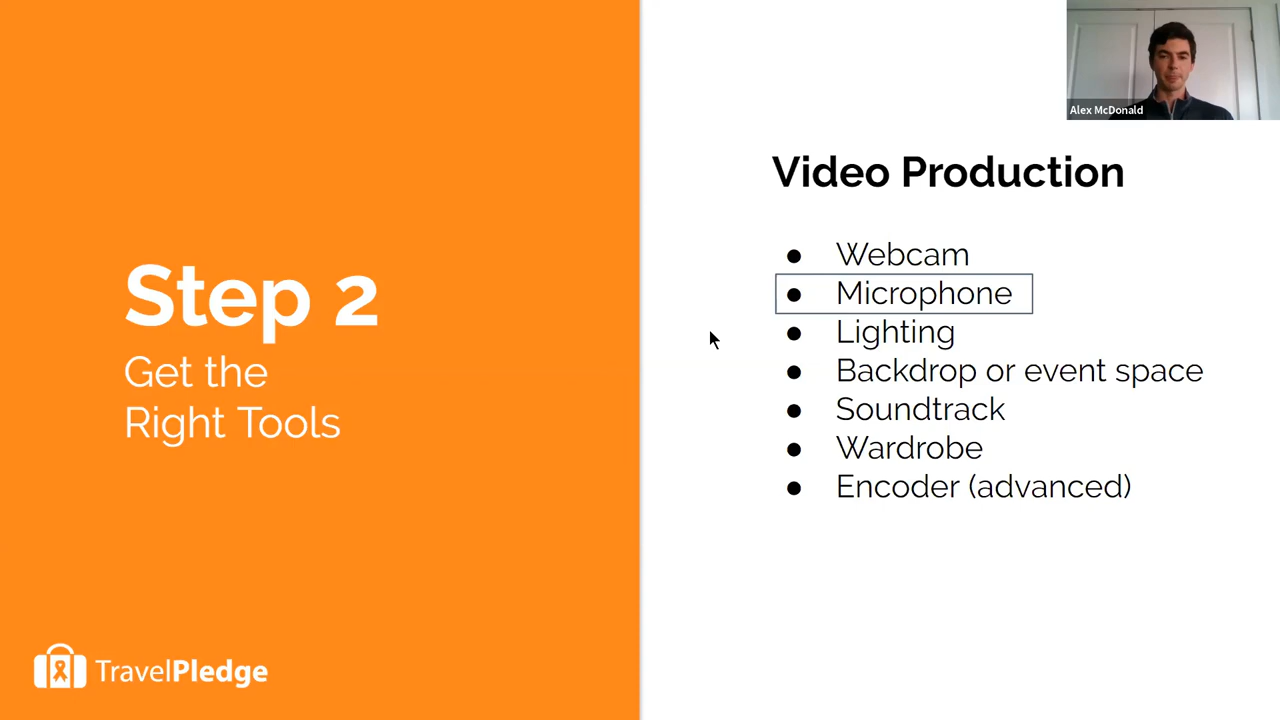 Alex McDonald
Step 2
Get the
Right Tools
TravelPledge
Video Production
● Webcam
● Microphone
● Lighting
● Backdrop or event space
● Soundtrack
● Wardrobe
● Encoder (advanced)